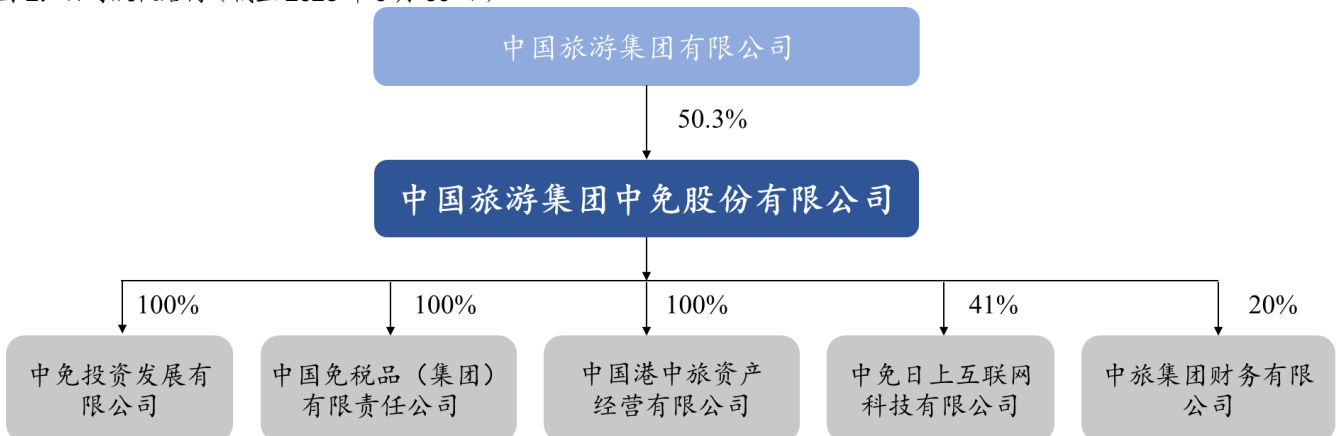 中国旅游集团有限公司
50.3%
中国旅游集团中免股份有限公司
100%
100%
100%
41%
20%
中免投资发展有
限公司
中国免税品（集团）
有限责任公司
中国港中旅资产
经营有限公司
中免日上互联网
科技有限公司
中旅集团财务有限
公司